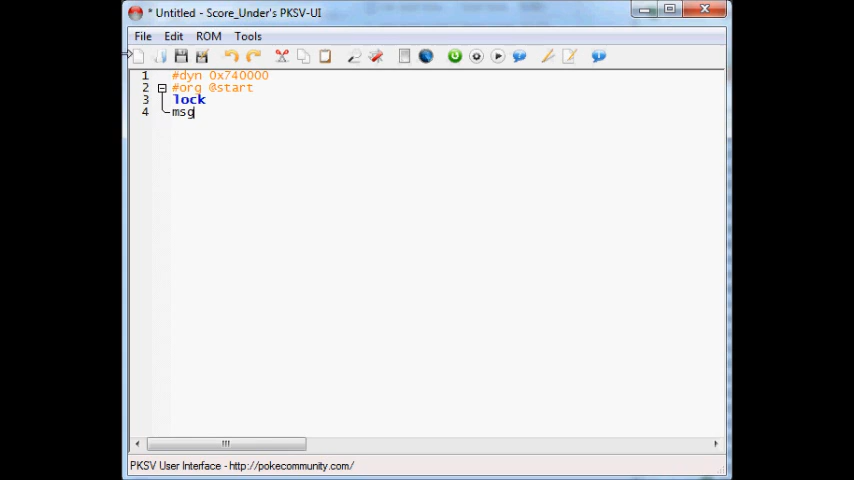 * Untitled - Score_Under's PKSV-UI
File Edit ROM Tools
1 #dyn 0x740000
2 #org @start
3 lock
4 msg
PKSV User Interface - http://pokecommunity.com/